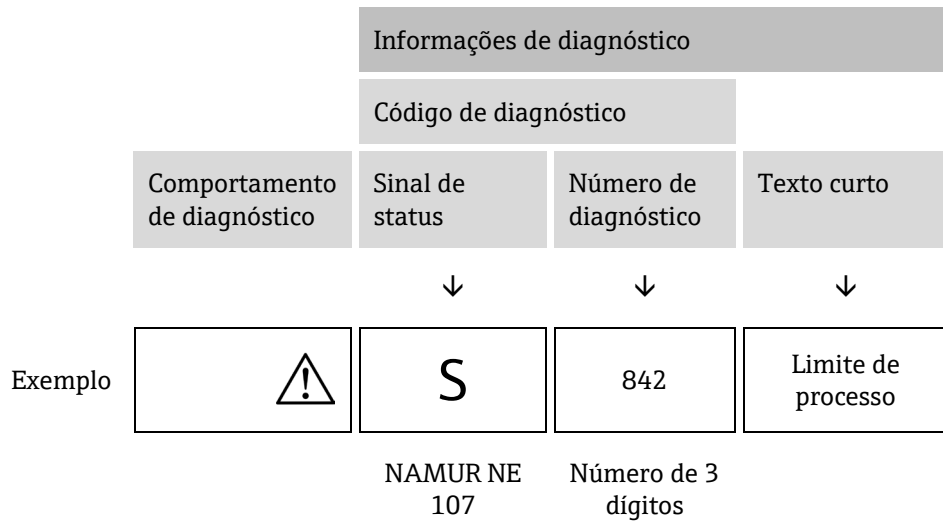 Informações de diagnóstico
Código de diagnóstico
Comportamento
de diagnóstico
Sinal de
status
Número de
diagnóstico
Texto curto
Exemplo
S
842
Limite de
processo
NAMUR NE
107
Número de 3
dígitos